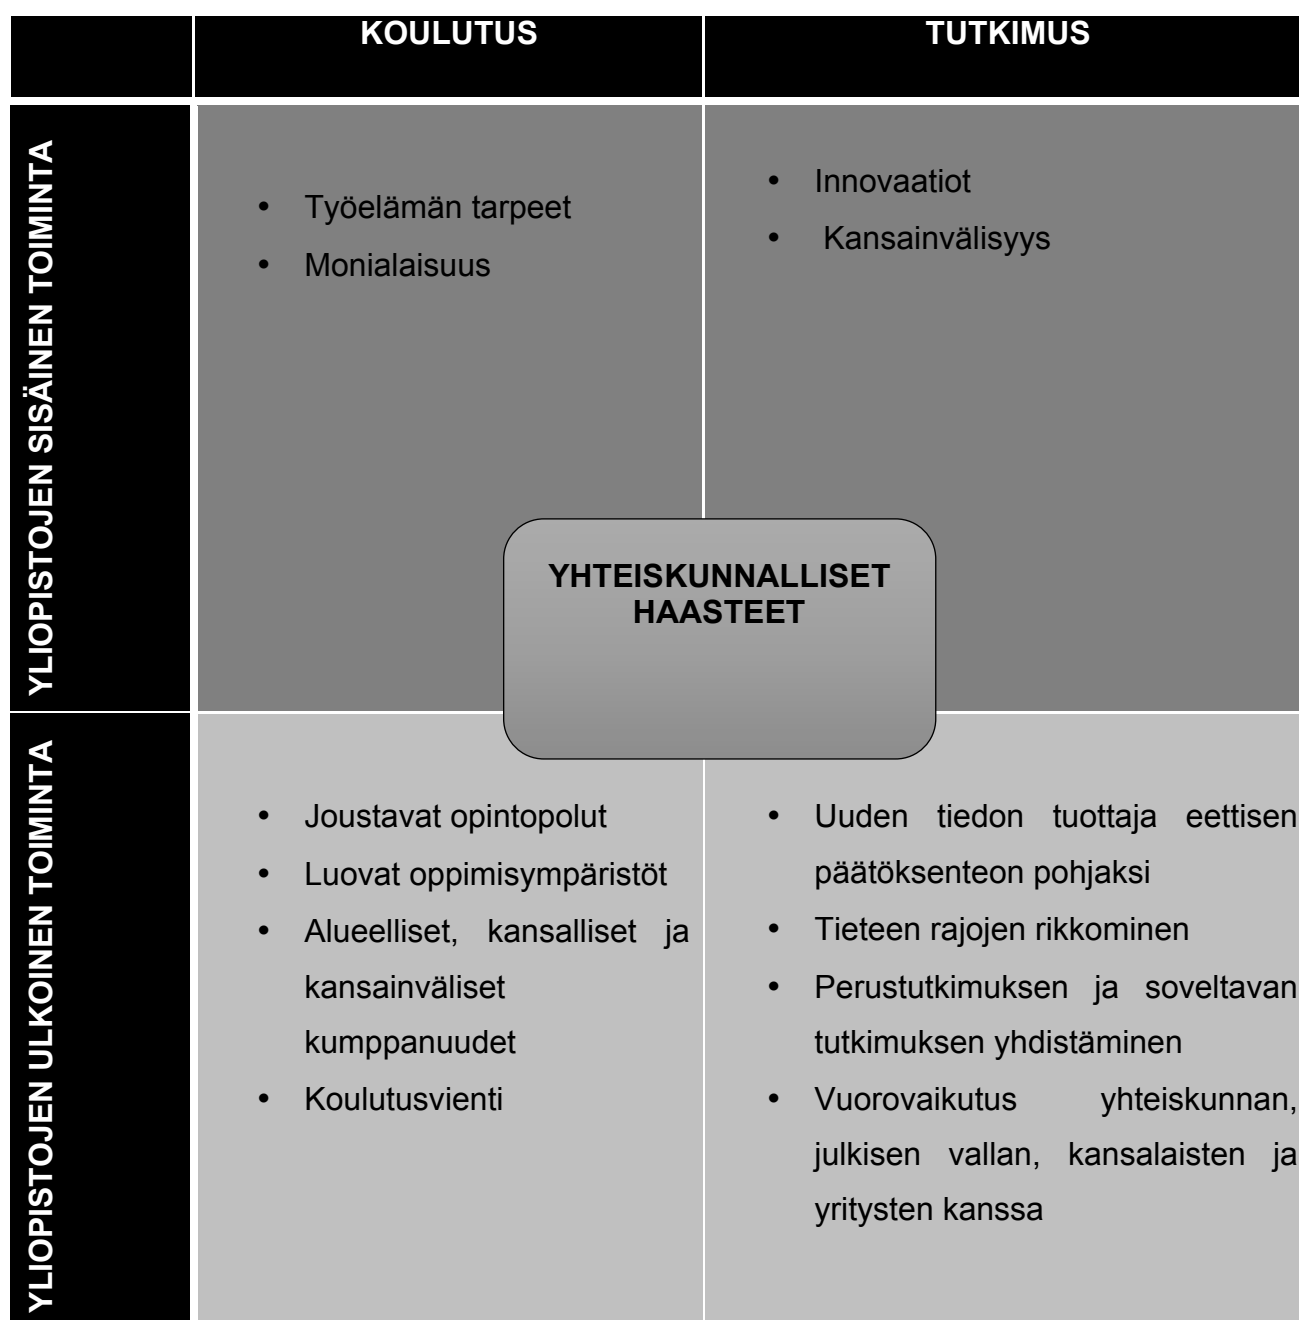 KOULUTUS
TUTKIMUS
YLIOPISTOJEN SISÄINEN TOIMINTA
• Työelämän tarpeet
• Monialaisuus
• Innovaatiot
• Kansainvälisyys
YHTEISKUNNALLISET
HAASTEET
YLIOPISTOJEN ULKOINEN TOIMINTA
• Joustavat opintopolut
• Luovat oppimisympäristöt
• Alueelliset, kansalliset ja
kansainväliset
kumppanuudet
• Koulutusvienti
• Uuden tiedon tuottaja eettisen
päätöksenteon pohjaksi
• Tieteen rajojen rikkominen
• Perustutkimuksen ja soveltavan
tutkimuksen yhdistäminen
• Vuorovaikutus yhteiskunnan,
julkisen vallan, kansalaisten ja
yritysten kanssa